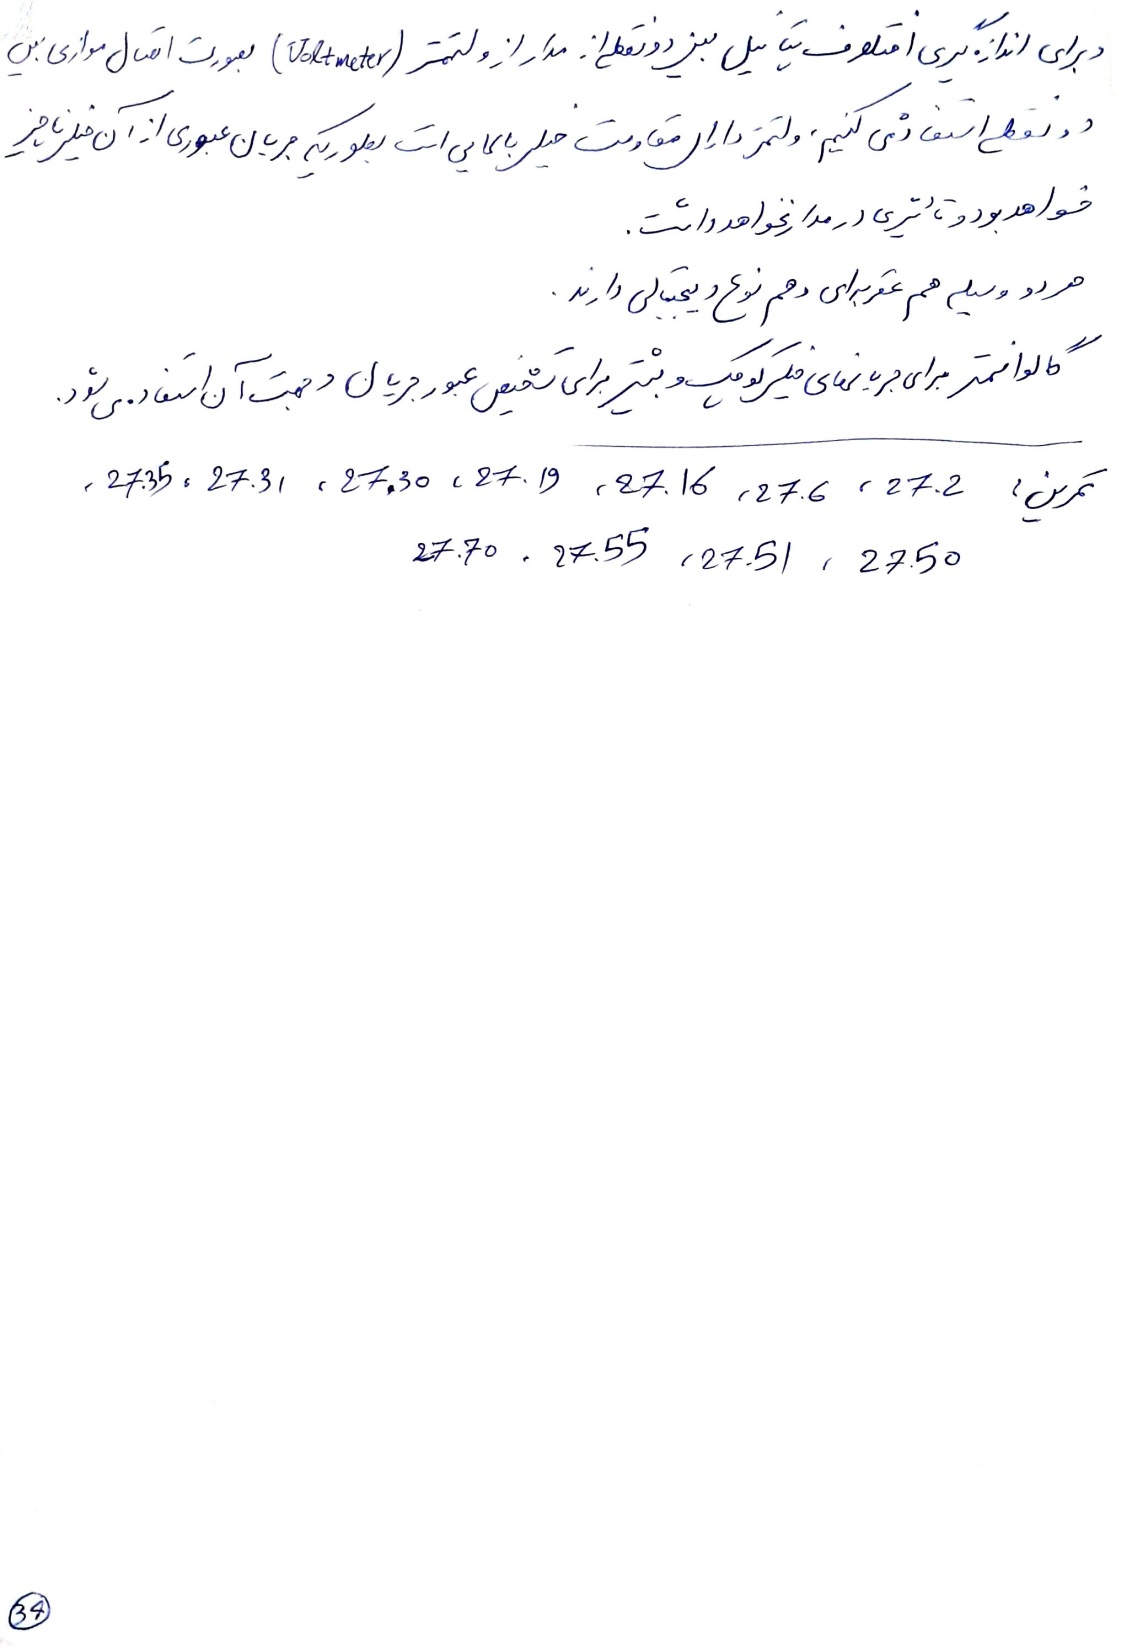 و برای اندازه گیری اختلاف پتانسیل بین دو نقطه از مدار از ولتمتر (Voltmeter) بصورت اتصال موازی بین
دو نقطه استفاده می کنیم، ولتمتر دارای مقاومت خیلی بالایی است بطوریکه جریان عبوری از آن خیلی ناچیز
خواهد بود و تأثیری در مدار نخواهد داشت.
هر دو وسیله هم عقربه ای و هم نوع دیجیتالی دارند.
گالوانمتر برای جریانهای خیلی کوچک و بیشتر برای تشخیص عبور جریان و جهت آن استفاده می شود.
تمرین: 27.2، 27.6، 27.16، 27.19، 27.30، 27.31، 27.35،
27.50، 27.51، 27.55، 27.70
34